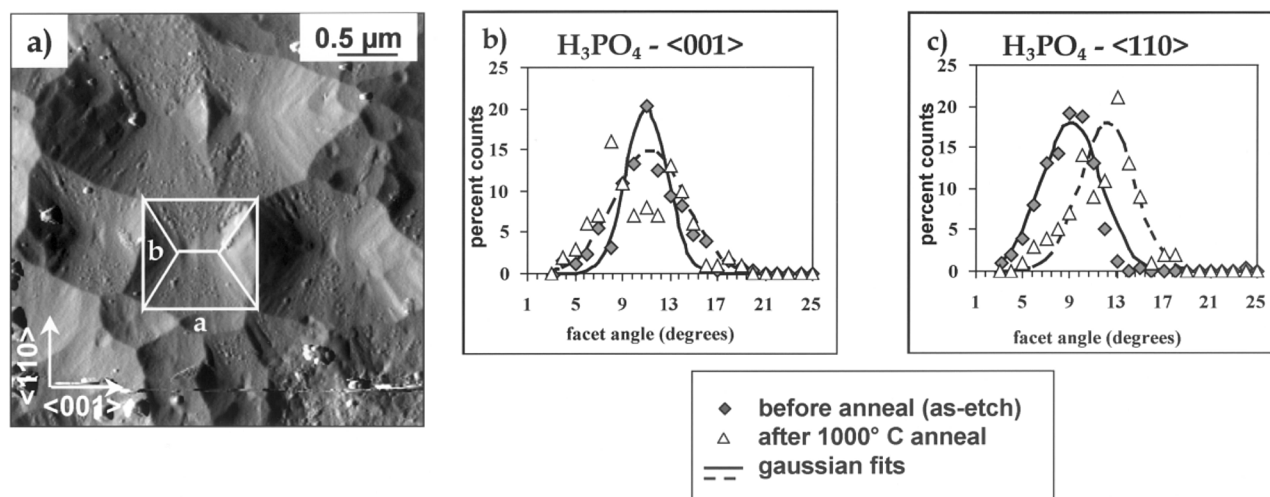 a)
0.5 µm
b
a
<110>
<001>
b)
H₃PO₄ - <001>
percent counts
25
20
15
10
5
0
1 5 9 13 17 21 25
facet angle (degrees)
c)
H₃PO₄ - <110>
percent counts
25
20
15
10
5
0
1 5 9 13 17 21 25
facet angle (degrees)
before anneal (as-etch)
after 1000° C anneal
gaussian fits